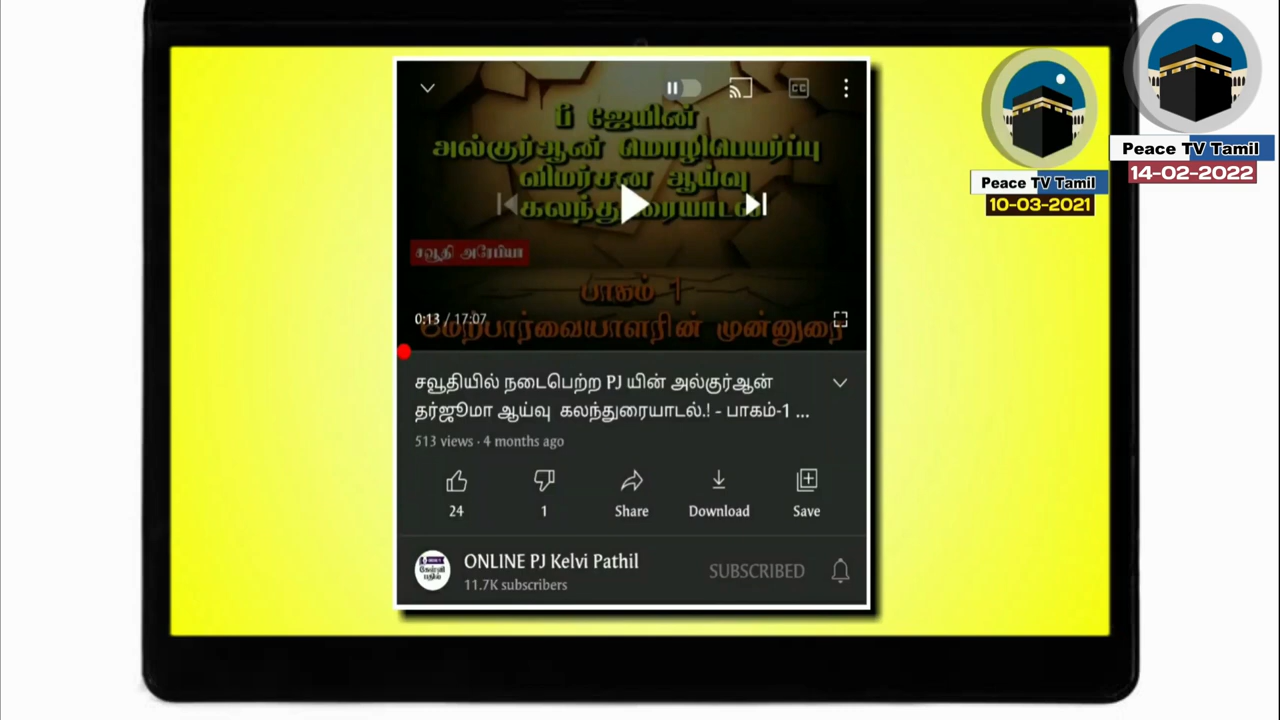 Peace TV Tamil
14-02-2022
Peace TV Tamil
10-03-2021
CC
பீ ஜேயின்
அல்குர்ஆன் மொழிபெயர்ப்பு
விமர்சன ஆய்வு
கலந்துரையாடல்
சவூதி அரேபியா
பாகம் 1
0:13 / 17:07
மேற்பார்வையாளரின் முன்னுரை
சவூதியில் நடைபெற்ற PJ யின் அல்குர்ஆன்
தர்ஜூமா ஆய்வு கலந்துரையாடல்.! - பாகம்-1 ...
513 views · 4 months ago
24
1
Share
Download
Save
கேள்வி
பதில்
ONLINE PJ Kelvi Pathil
11.7K subscribers
SUBSCRIBED